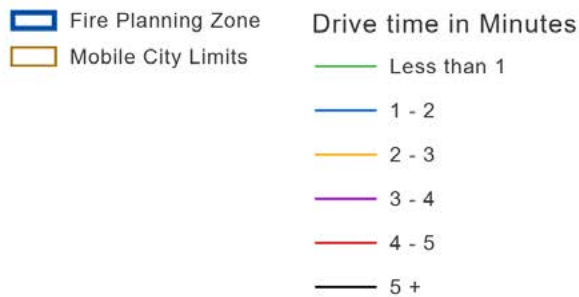 Fire Planning Zone
Mobile City Limits
Drive time in Minutes
Less than 1
1 - 2
2 - 3
3 - 4
4 - 5
5 +